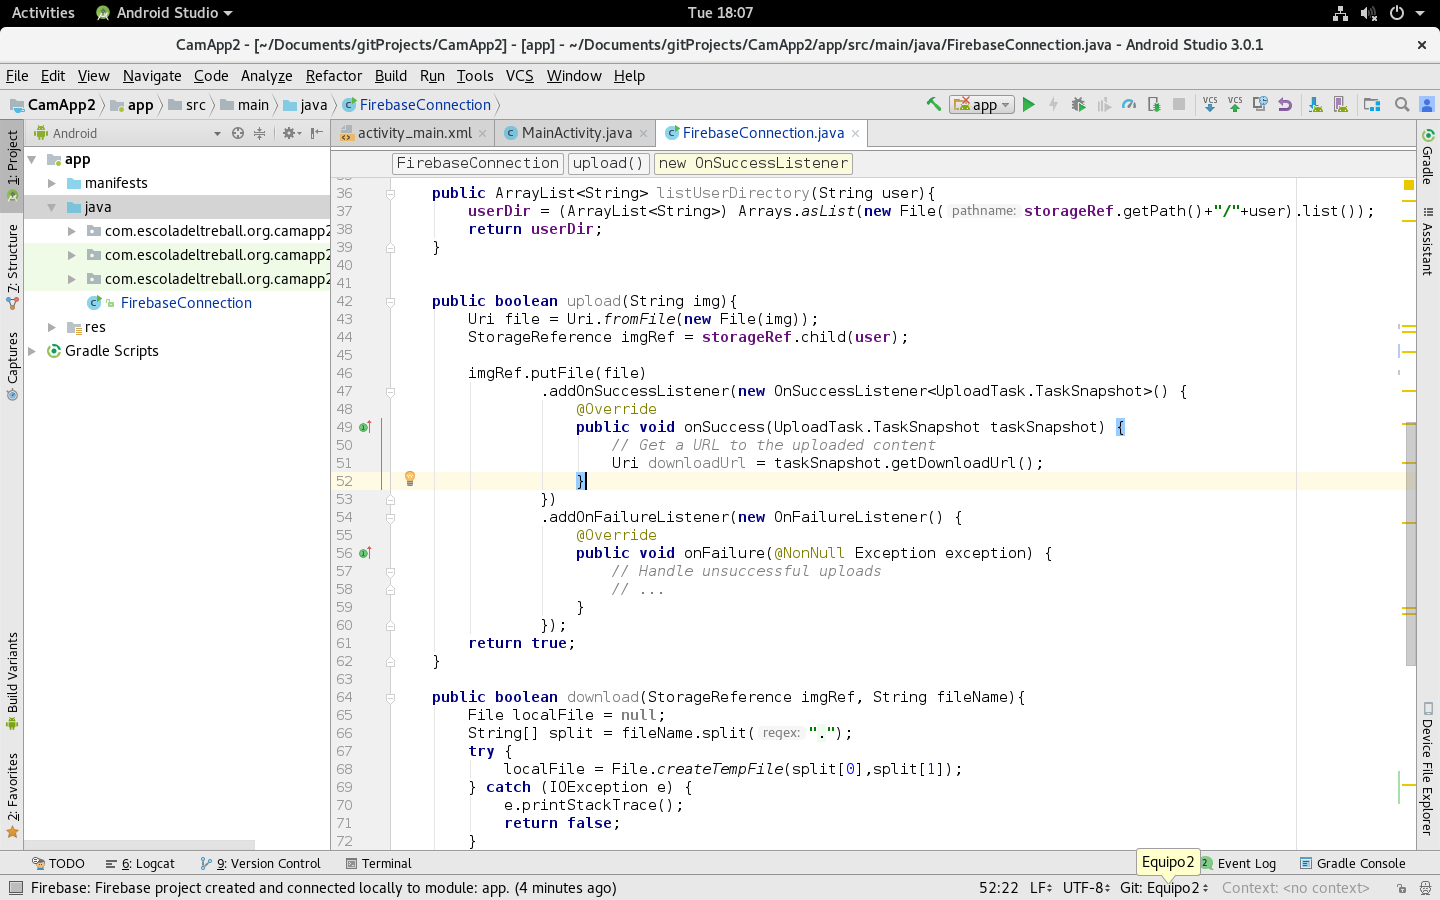 Activities Android Studio Tue 18:07
CamApp2 - [~/Documents/gitProjects/CamApp2] - [app] - ~/Documents/gitProjects/CamApp2/app/src/main/java/FirebaseConnection.java - Android Studio 3.0.1
File Edit View Navigate Code Analyze Refactor Build Run Tools VCS Window Help
CamApp2 app src main java FirebaseConnection app VCS VCS
Android activity_main.xml MainActivity.java FirebaseConnection.java
FirebaseConnection upload() new OnSuccessListener
1: Project
7: Structure
Captures
Build Variants
2: Favorites
app
manifests
java
com.escoladeltreball.org.camapp2
com.escoladeltreball.org.camapp2
com.escoladeltreball.org.camapp2
FirebaseConnection
res
Gradle Scripts
36 public ArrayList<String> listUserDirectory(String user){
37 userDir = (ArrayList<String>) Arrays.asList(new File( pathname: storageRef.getPath()+"/"+user).list());
38 return userDir;
39 }
40
41
42 public boolean upload(String img){
43 Uri file = Uri.fromFile(new File(img));
44 StorageReference imgRef = storageRef.child(user);
45
46 imgRef.putFile(file)
47 .addOnSuccessListener(new OnSuccessListener<UploadTask.TaskSnapshot>() {
48 @Override
49 public void onSuccess(UploadTask.TaskSnapshot taskSnapshot) {
50 // Get a URL to the uploaded content
51 Uri downloadUrl = taskSnapshot.getDownloadUrl();
52 }
53 })
54 .addOnFailureListener(new OnFailureListener() {
55 @Override
56 public void onFailure(@NonNull Exception exception) {
57 // Handle unsuccessful uploads
58 // ...
59 }
60 });
61 return true;
62 }
63
64 public boolean download(StorageReference imgRef, String fileName){
65 File localFile = null;
66 String[] split = fileName.split( regex: ".");
67 try {
68 localFile = File.createTempFile(split[0],split[1]);
69 } catch (IOException e) {
70 e.printStackTrace();
71 return false;
72 }
Gradle
Assistant
Device File Explorer
TODO 6: Logcat 9: Version Control Terminal Equipo2 2 Event Log Gradle Console
Firebase: Firebase project created and connected locally to module: app. (4 minutes ago) 52:22 LF UTF-8 Git: Equipo2 Context: <no context>